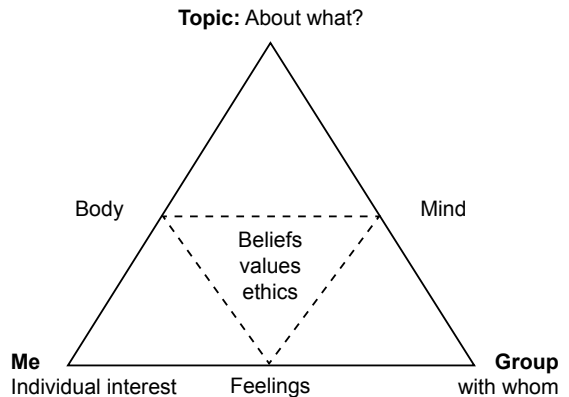 Topic: About what?
Body
Mind
Beliefs
values
ethics
Me
Group
Individual interest
Feelings
with whom